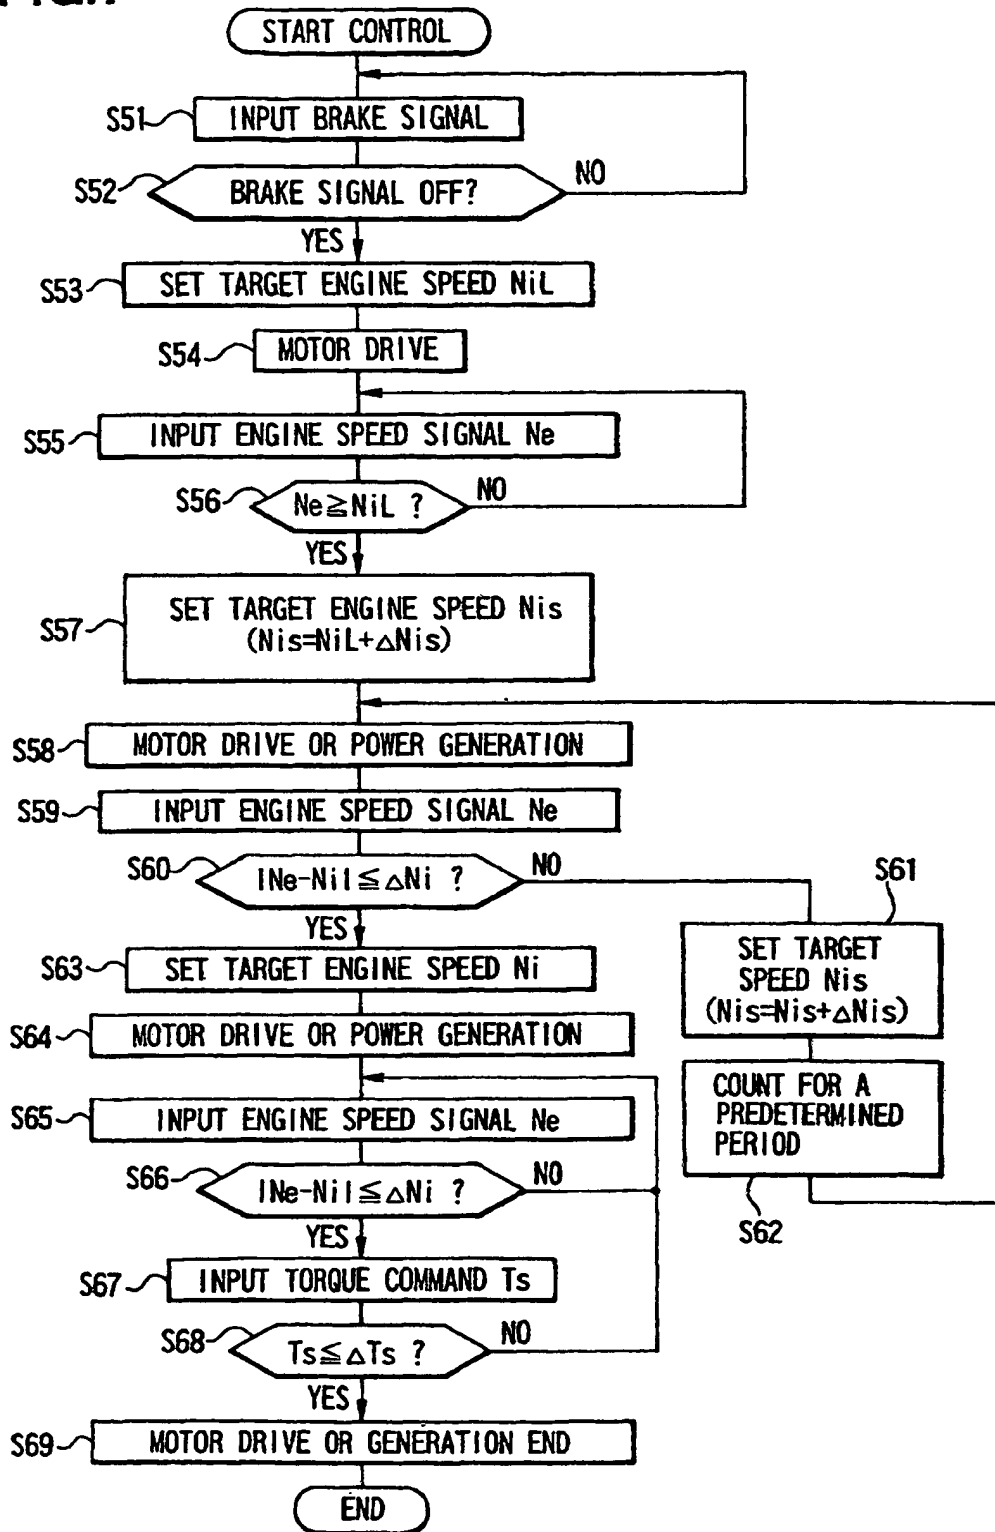 START CONTROL
S51
INPUT BRAKE SIGNAL
S52
BRAKE SIGNAL OFF?
NO
YES
S53
SET TARGET ENGINE SPEED NiL
S54
MOTOR DRIVE
S55
INPUT ENGINE SPEED SIGNAL Ne
S56
Ne≧NiL ?
NO
YES
S57
SET TARGET ENGINE SPEED Nis
(Nis=NiL+△Nis)
S58
MOTOR DRIVE OR POWER GENERATION
S59
INPUT ENGINE SPEED SIGNAL Ne
S60
|Ne-Ni|≦△Ni ?
NO
YES
S61
SET TARGET
SPEED Nis
(Nis=Nis+△Nis)
S63
SET TARGET ENGINE SPEED Ni
S64
MOTOR DRIVE OR POWER GENERATION
COUNT FOR A
PREDETERMINED
PERIOD
S62
S65
INPUT ENGINE SPEED SIGNAL Ne
S66
|Ne-Ni|≦△Ni ?
NO
YES
S67
INPUT TORQUE COMMAND Ts
S68
Ts≦△Ts ?
NO
YES
S69
MOTOR DRIVE OR GENERATION END
END